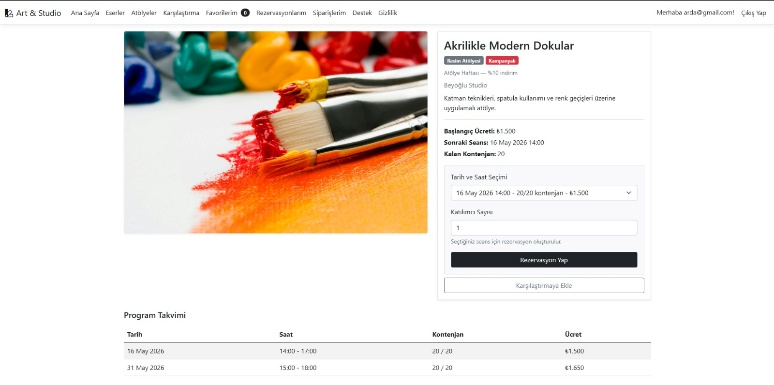 Art & Studio Ana Sayfa Eserler Atölyeler Karşılaştırma Favorilerim 0 Rezervasyonlarım Siparişlerim Destek Gizlilik Merhaba arda@gmail.com! Çıkış Yap
Akrilikle Modern Dokular
Resim Atölyesi Kampanyalı
Atölye Haftası — %10 indirim
Beyoğlu Studio
Katman teknikleri, spatula kullanımı ve renk geçişleri üzerine
uygulamalı atölye.
Başlangıç Ücreti: ₺1.500
Sonraki Seans: 16 May 2026 14:00
Kalan Kontenjan: 20
Tarih ve Saat Seçimi
16 May 2026 14:00 - 20/20 kontenjan - ₺1.500
Katılımcı Sayısı
1
Seçtiğiniz seans için rezervasyon oluşturulur.
Rezervasyon Yap
Karşılaştırmaya Ekle
Program Takvimi
Tarih Saat Kontenjan Ücret
16 May 2026 14:00 - 17:00 20 / 20 ₺1.500
31 May 2026 15:00 - 18:00 20 / 20 ₺1.650